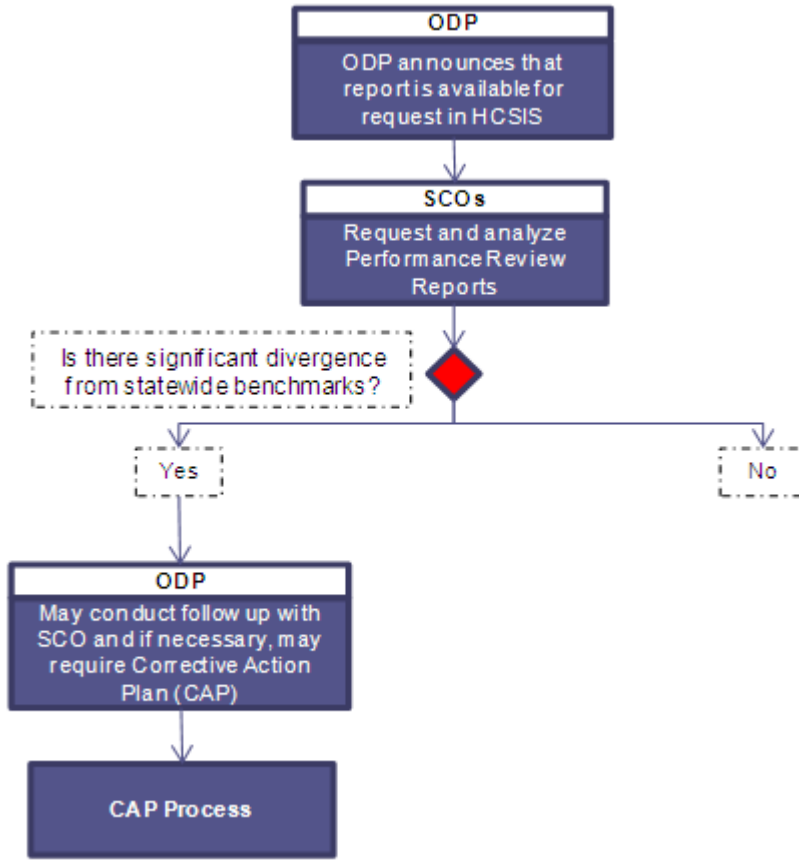 ODP
ODP announces that
report is available for
request in HCSIS
SCOs
Request and analyze
Performance Review
Reports
Is there significant divergence
from statewide benchmarks?
Yes
No
ODP
May conduct follow up with
SCO and if necessary, may
require Corrective Action
Plan (CAP)
CAP Process